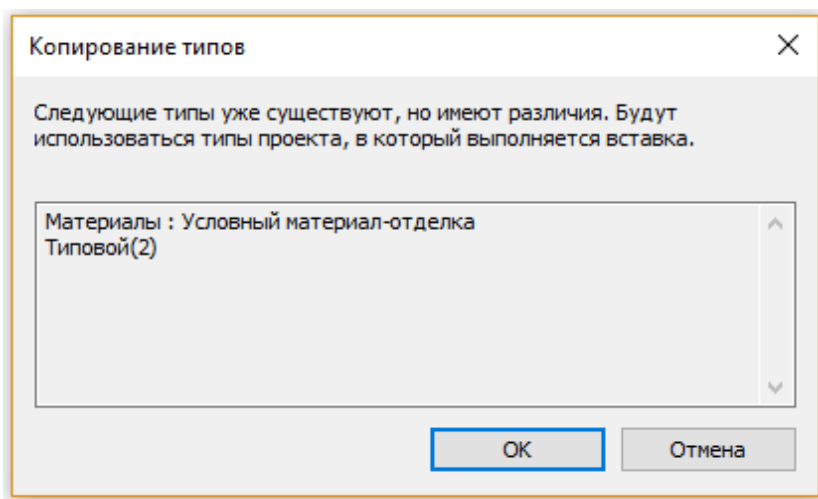 Копирование типов
Следующие типы уже существуют, но имеют различия. Будут
использоваться типы проекта, в который выполняется вставка.
Материалы : Условный материал-отделка
Типовой(2)
ОК
Отмена